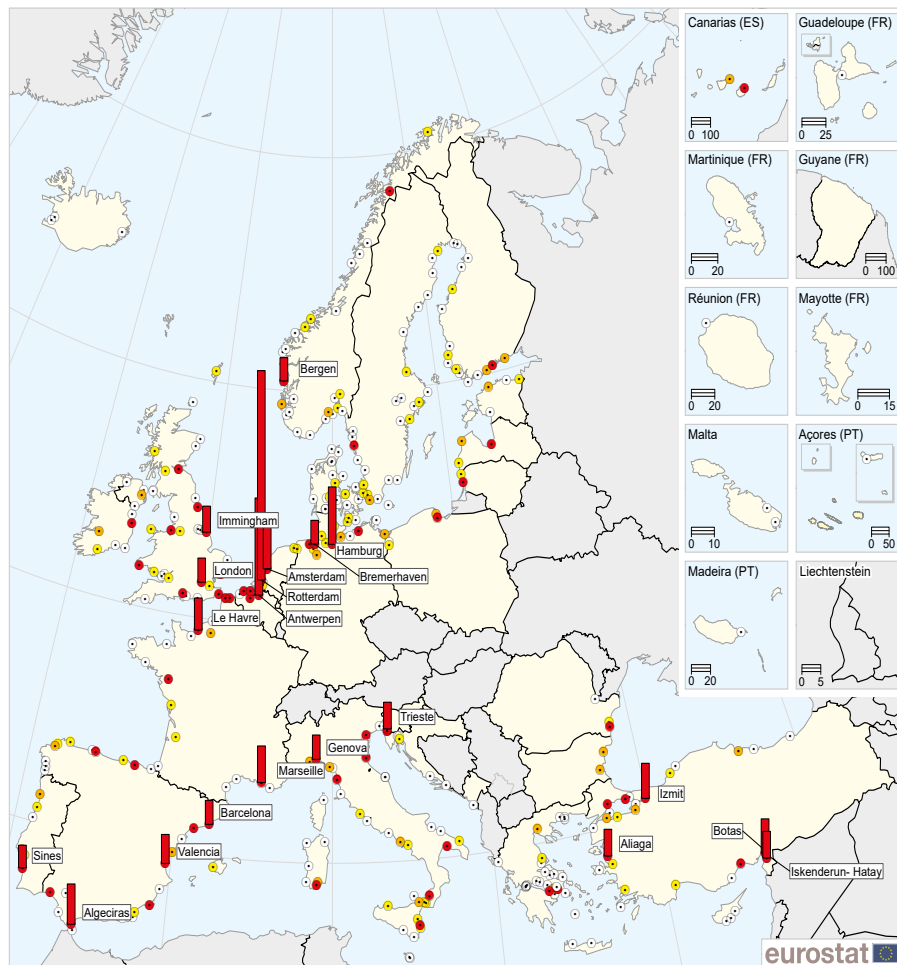 Canarias (ES)
0 100
Guadeloupe (FR)
0 25
Martinique (FR)
0 20
Guyane (FR)
0 100
Réunion (FR)
0 20
Mayotte (FR)
0 15
Malta
0 10
Açores (PT)
0 50
Madeira (PT)
0 20
Liechtenstein
0 5
Bergen
Immingham
Hamburg
London
Amsterdam
Bremerhaven
Rotterdam
Le Havre
Antwerpen
Trieste
Genova
Marseille
Izmit
Barcelona
Botas
Aliaga
Valencia
Sines
Iskenderun- Hatay
Algeciras
eurostat